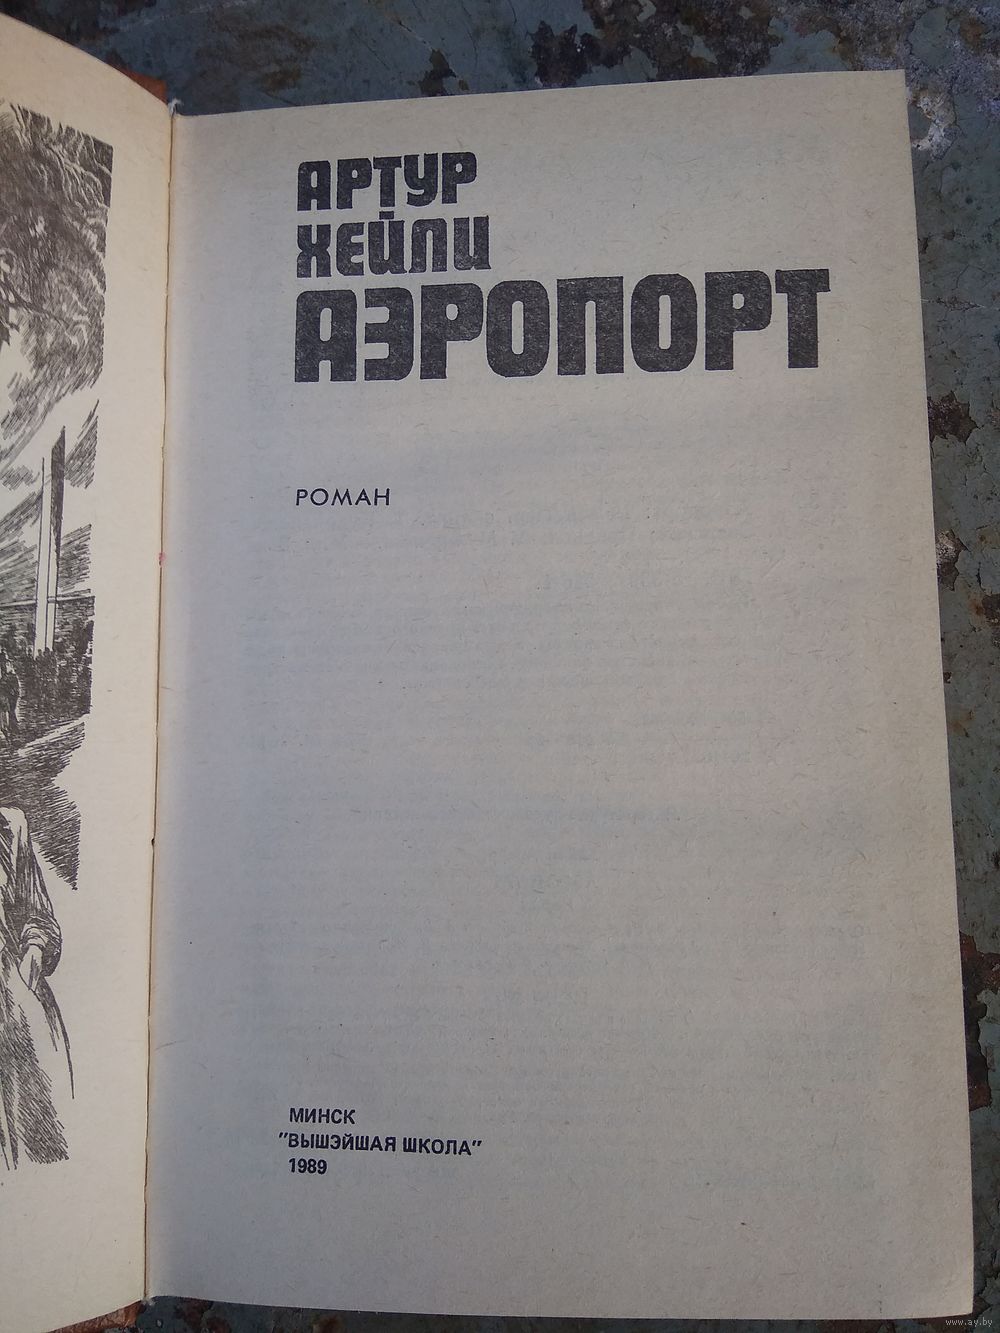 АРТУР
ХЕЙЛИ
АЭРОПОРТ
РОМАН
МИНСК
"ВЫШЭЙШАЯ ШКОЛА"
1989
www.ay.by